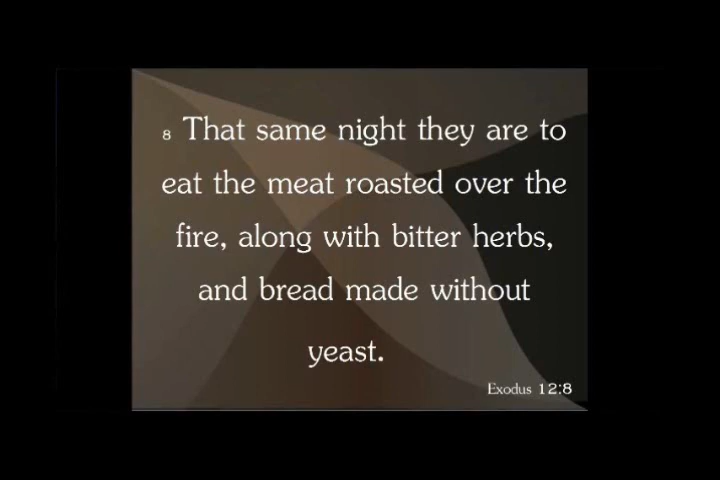 8 That same night they are to
eat the meat roasted over the
fire, along with bitter herbs,
and bread made without
yeast.
Exodus 12:8